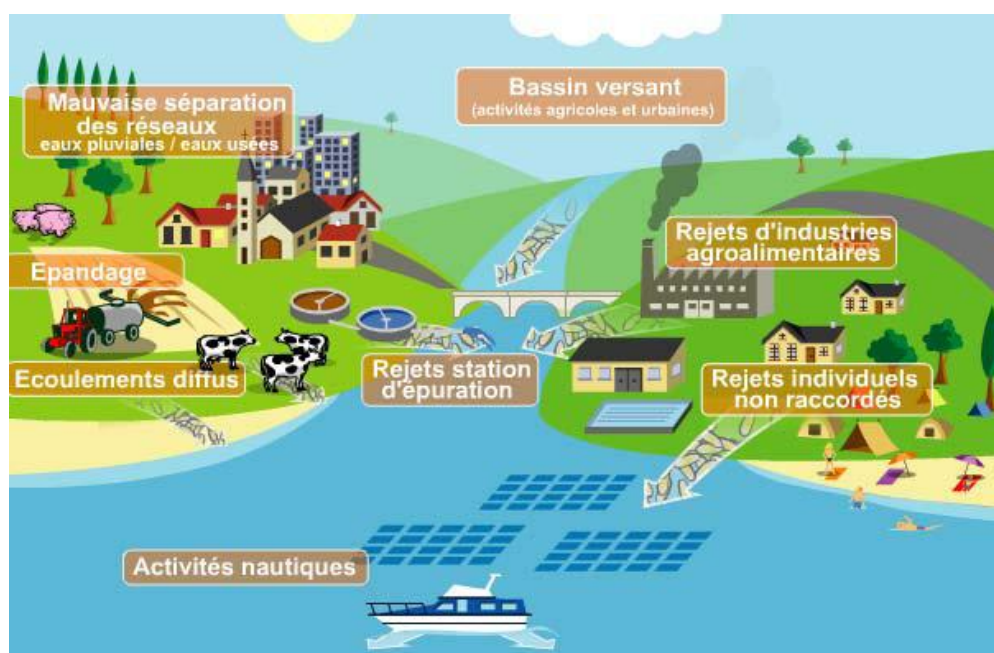 Mauvaise séparation
des réseaux
eaux pluviales / eaux usées
Bassin versant
(activités agricoles et urbaines)
Rejets d'industries
agroalimentaires
Epandage
Ecoulements diffus
Rejets station
d'épuration
Rejets individuels
non raccordés
Activités nautiques